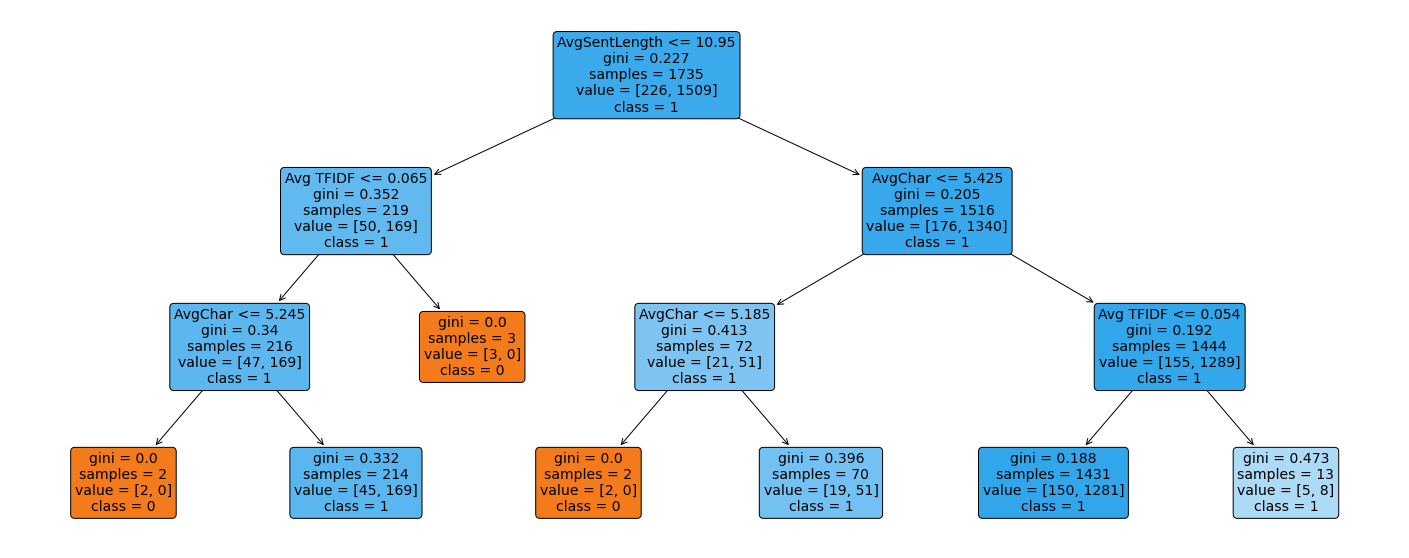 AvgSentLength <= 10.95
gini = 0.227
samples = 1735
value = [226, 1509]
class = 1
Avg TFIDF <= 0.065
gini = 0.352
samples = 219
value = [50, 169]
class = 1
AvgChar <= 5.425
gini = 0.205
samples = 1516
value = [176, 1340]
class = 1
AvgChar <= 5.245
gini = 0.34
samples = 216
value = [47, 169]
class = 1
gini = 0.0
samples = 3
value = [3, 0]
class = 0
AvgChar <= 5.185
gini = 0.413
samples = 72
value = [21, 51]
class = 1
Avg TFIDF <= 0.054
gini = 0.192
samples = 1444
value = [155, 1289]
class = 1
gini = 0.0
samples = 2
value = [2, 0]
class = 0
gini = 0.332
samples = 214
value = [45, 169]
class = 1
gini = 0.0
samples = 2
value = [2, 0]
class = 0
gini = 0.396
samples = 70
value = [19, 51]
class = 1
gini = 0.188
samples = 1431
value = [150, 1281]
class = 1
gini = 0.473
samples = 13
value = [5, 8]
class = 1